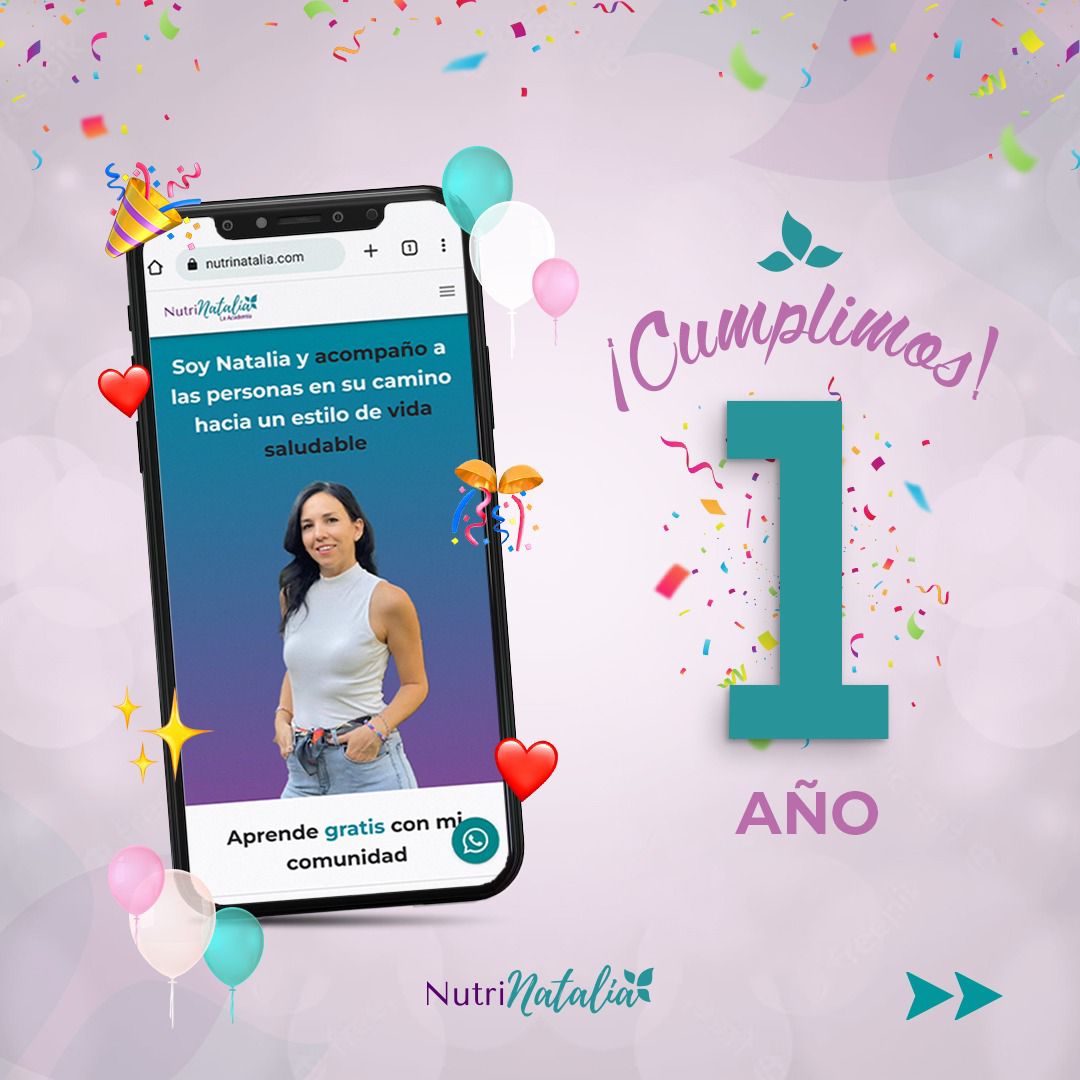 nutrinatalia.com
1
NutriNatalia
La Academia
Soy Natalia y acompaño a
las personas en su camino
hacia un estilo de vida
saludable
Aprende gratis con mi
comunidad
¡Cumplimos!
1
AÑO
NutriNatalia